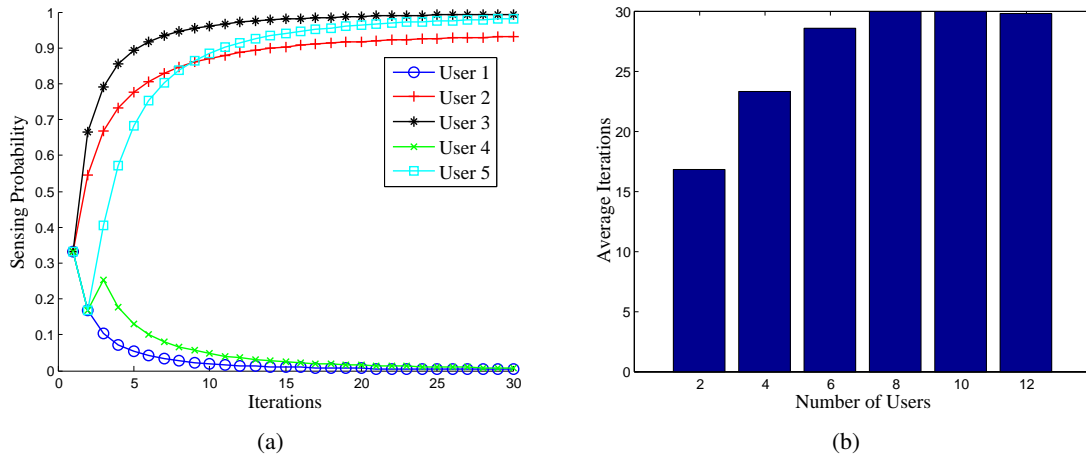 1
0.9
0.8
0.7
0.6
0.5
0.4
0.3
0.2
0.1
0
Sensing Probability
User 1
User 2
User 3
User 4
User 5
0 5 10 15 20 25 30
Iterations
(a)
30
25
20
15
10
5
0
Average Iterations
2 4 6 8 10 12
Number of Users
(b)